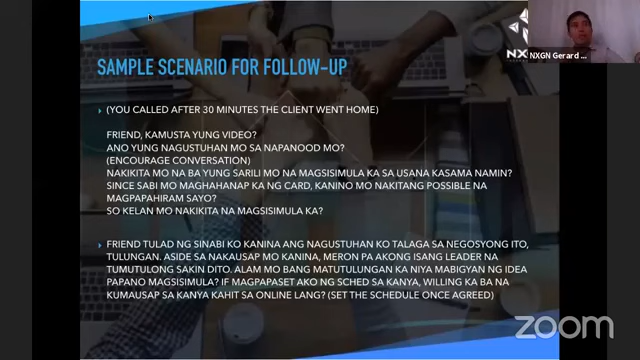 NXGN Gerard ...
NX
SAMPLE SCENARIO FOR FOLLOW-UP
(YOU CALLED AFTER 30 MINUTES THE CLIENT WENT HOME)
FRIEND, KAMUSTA YUNG VIDEO?
ANO YUNG NAGUSTUHAN MO SA NAPANOOD MO?
(ENCOURAGE CONVERSATION)
NAKIKITA MO NA BA YUNG SARILI MO NA MAGSISIMULA KA SA USANA KASAMA NAMIN?
SINCE SABI MO MAGHAHANAP KA NG CARD, KANINO MO NAKITANG POSSIBLE NA
MAGPAPAHIRAM SAYO?
SO KELAN MO NAKIKITA NA MAGSISIMULA KA?
FRIEND TULAD NG SINABI KO KANINA ANG NAGUSTUHAN KO TALAGA SA NEGOSYONG ITO,
TULUNGAN. ASIDE SA NAKAUSAP MO KANINA, MERON PA AKONG ISANG LEADER NA
TUMUTULONG SAKIN DITO. ALAM MO BANG MATUTULUNGAN KA NIYA MABIGYAN NG IDEA
PAPANO MAGSISIMULA? IF MAGPAPASET AKO NG SCHED SA KANYA, WILLING KA BA NA
KUMAUSAP SA KANYA KAHIT SA ONLINE LANG? (SET THE SCHEDULE ONCE AGREED)
zoom